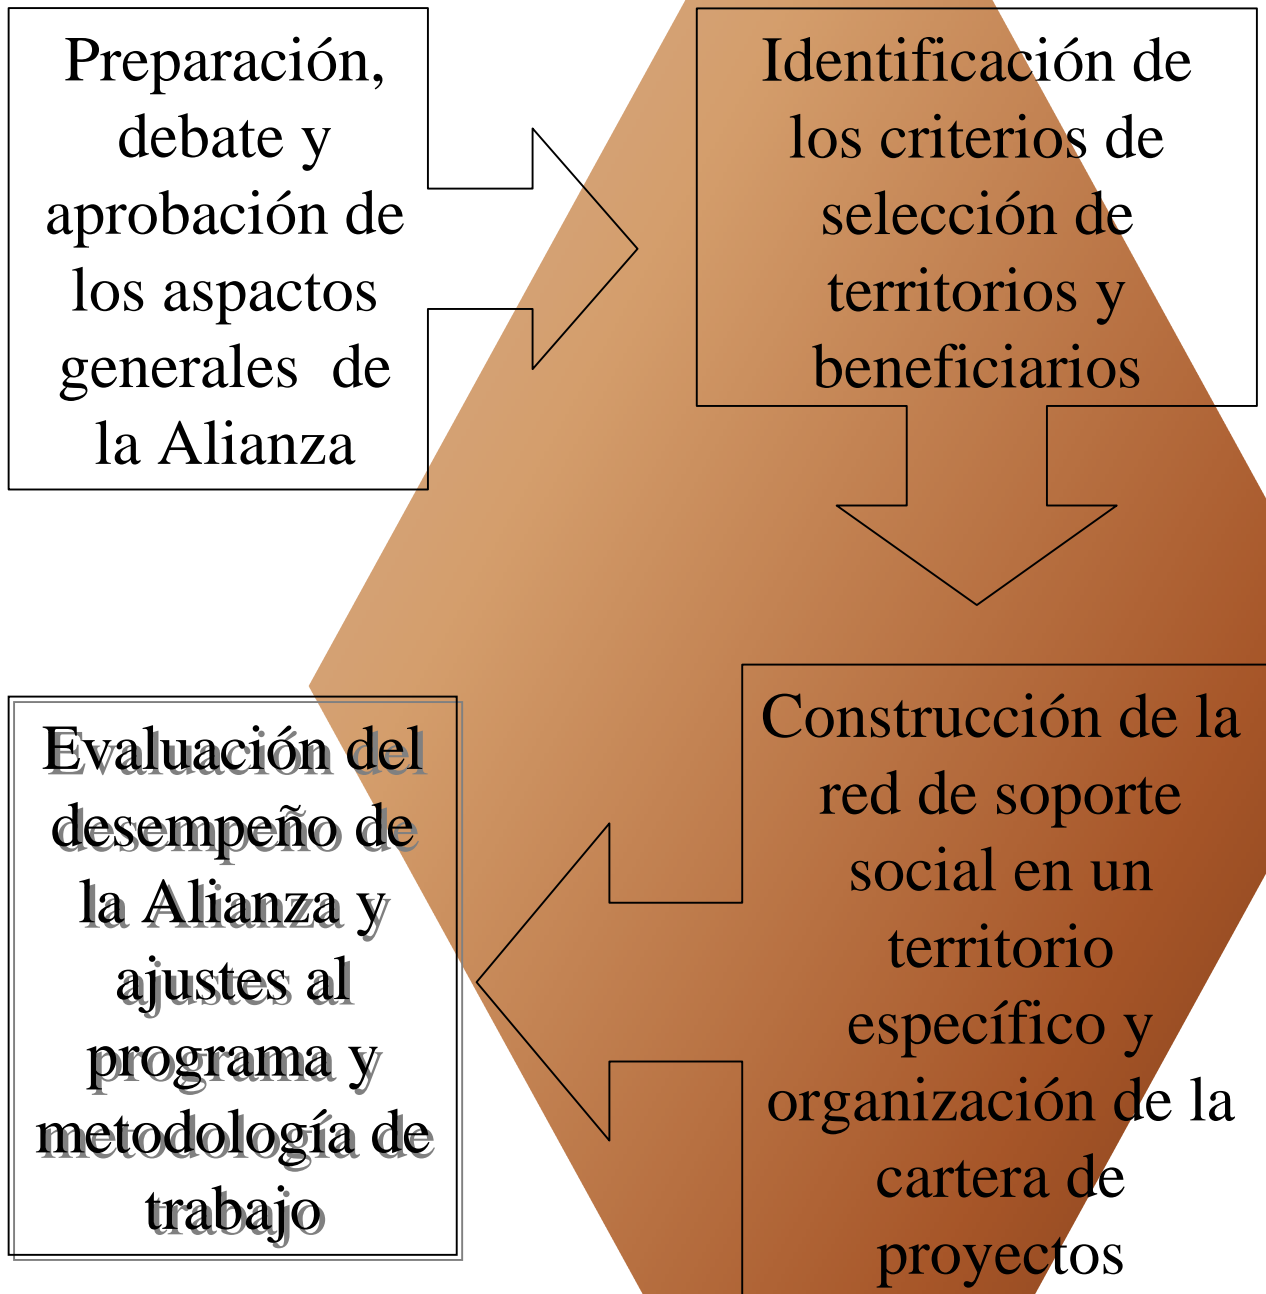 Preparación,
debate y
aprobación de
los aspactos
generales  de
la Alianza
Identificación de
los criterios de
selección de
territorios y
beneficiarios
Construcción de la
red de soporte
social en un
territorio
específico y
organización de la
cartera de
proyectos
Evaluación del
desempeño de
la Alianza y
ajustes al
programa y
metodología de
trabajo